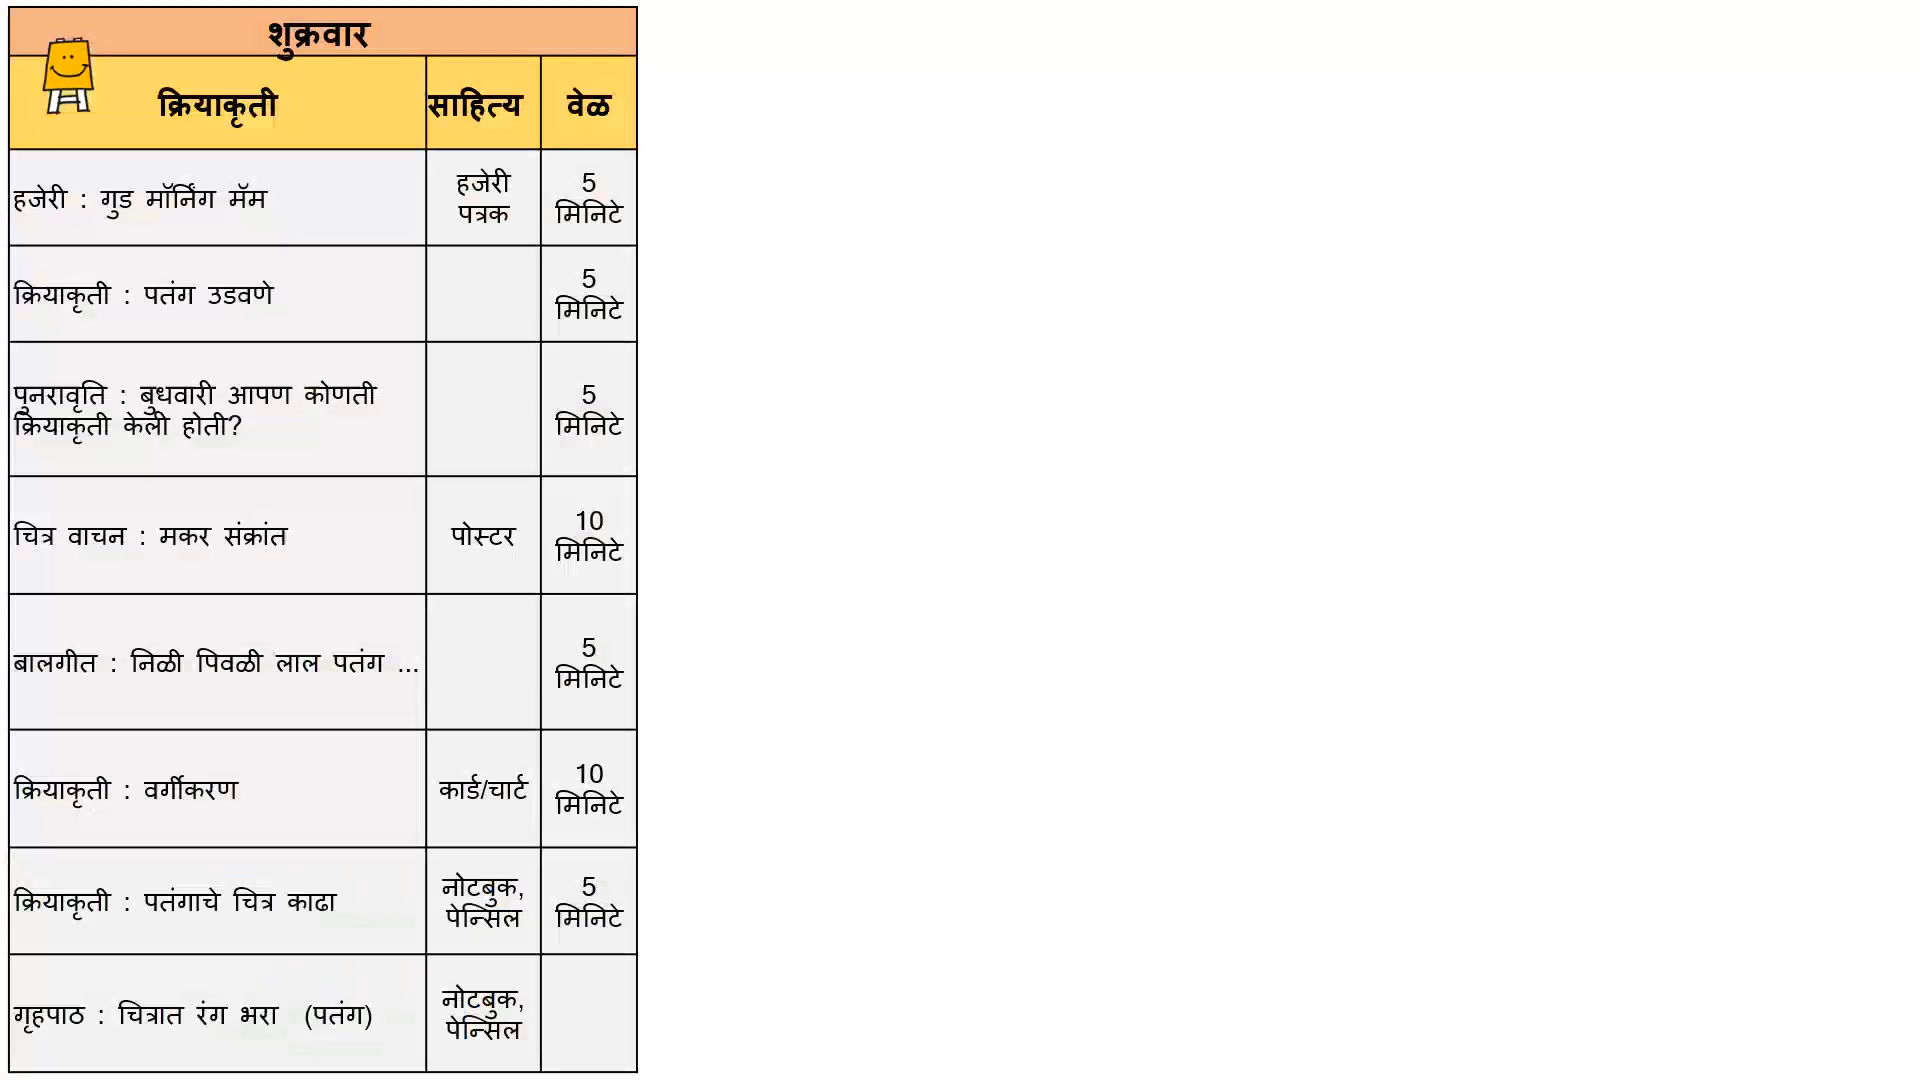 शुक्रवार
क्रियाकृती साहित्य वेळ
हजेरी : गुड मॉर्निंग मॅम
हजेरी
पत्रक
5
मिनिटे
क्रियाकृती : पतंग उडवणे
5
मिनिटे
पुनरावृति : बुधवारी आपण कोणती
क्रियाकृती केली होती?
5
मिनिटे
चित्र वाचन : मकर संक्रांत
पोस्टर
10
मिनिटे
बालगीत : निळी पिवळी लाल पतंग ...
5
मिनिटे
क्रियाकृती : वर्गीकरण
कार्ड/चार्ट
10
मिनिटे
क्रियाकृती : पतंगाचे चित्र काढा
नोटबुक,
पेन्सिल
5
मिनिटे
गृहपाठ : चित्रात रंग भरा (पतंग)
नोटबुक,
पेन्सिल